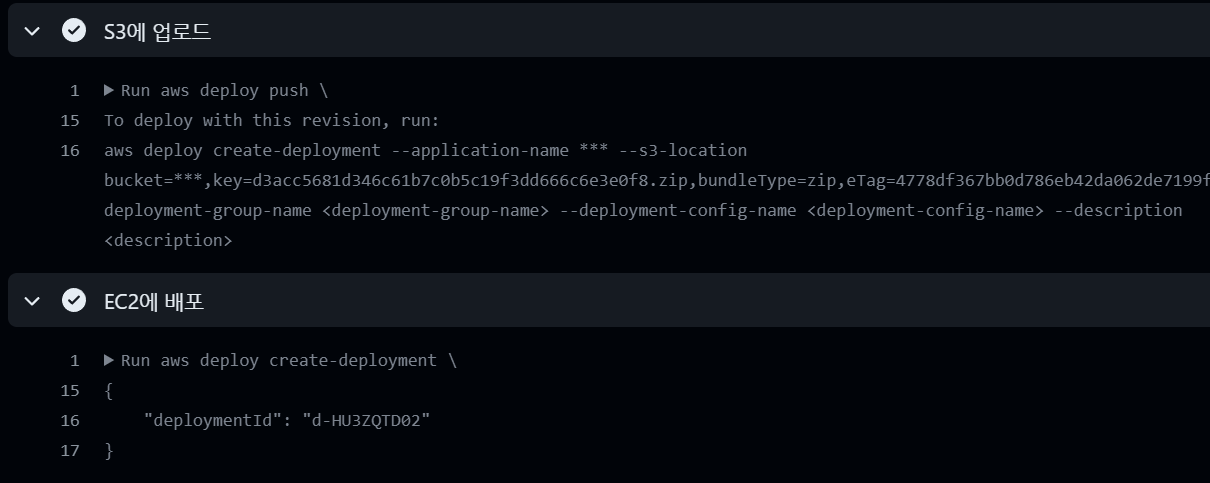 S3에 업로드
1 ▶ Run aws deploy push \
15 To deploy with this revision, run:
16 aws deploy create-deployment --application-name *** --s3-location
bucket=***,key=d3acc5681d346c61b7c0b5c19f3dd666c6e3e0f8.zip,bundleType=zip,eTag=4778df367bb0d786eb42da062de7199f
deployment-group-name <deployment-group-name> --deployment-config-name <deployment-config-name> --description
<description>
EC2에 배포
1 ▶ Run aws deploy create-deployment \
15 {
16 "deploymentId": "d-HU3ZQTD02"
17 }